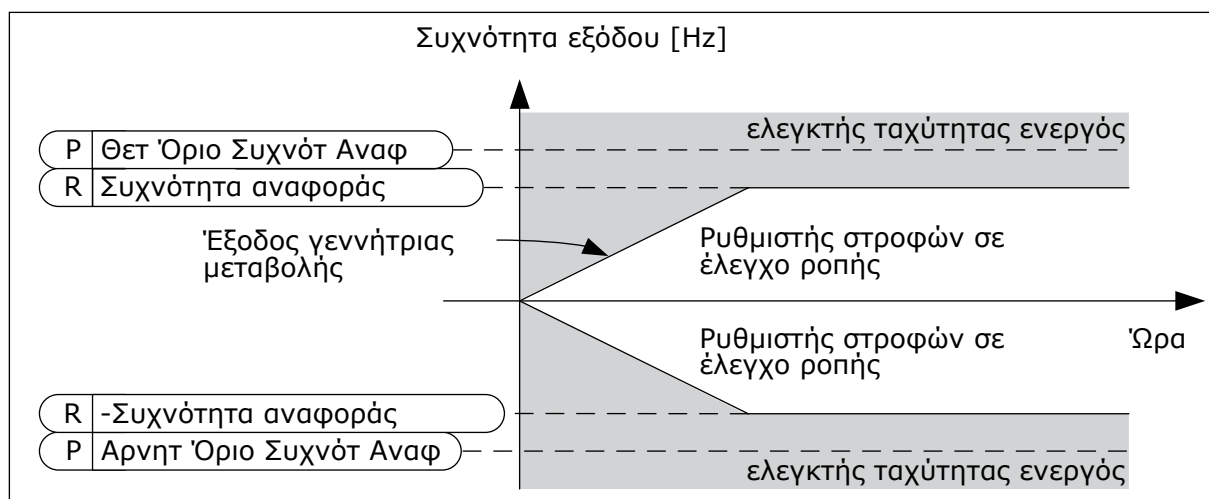 Συχνότητα εξόδου [Hz]
ελεγκτής ταχύτητας ενεργός
P Θετ Όριο Συχνότ Αναφ
R Συχνότητα αναφοράς
Έξοδος γεννήτριας
μεταβολής
Ρυθμιστής στροφών σε
έλεγχο ροπής
Ρυθμιστής στροφών σε
έλεγχο ροπής
Ώρα
R -Συχνότητα αναφοράς
P Αρνητ Όριο Συχνότ Αναφ
ελεγκτής ταχύτητας ενεργός